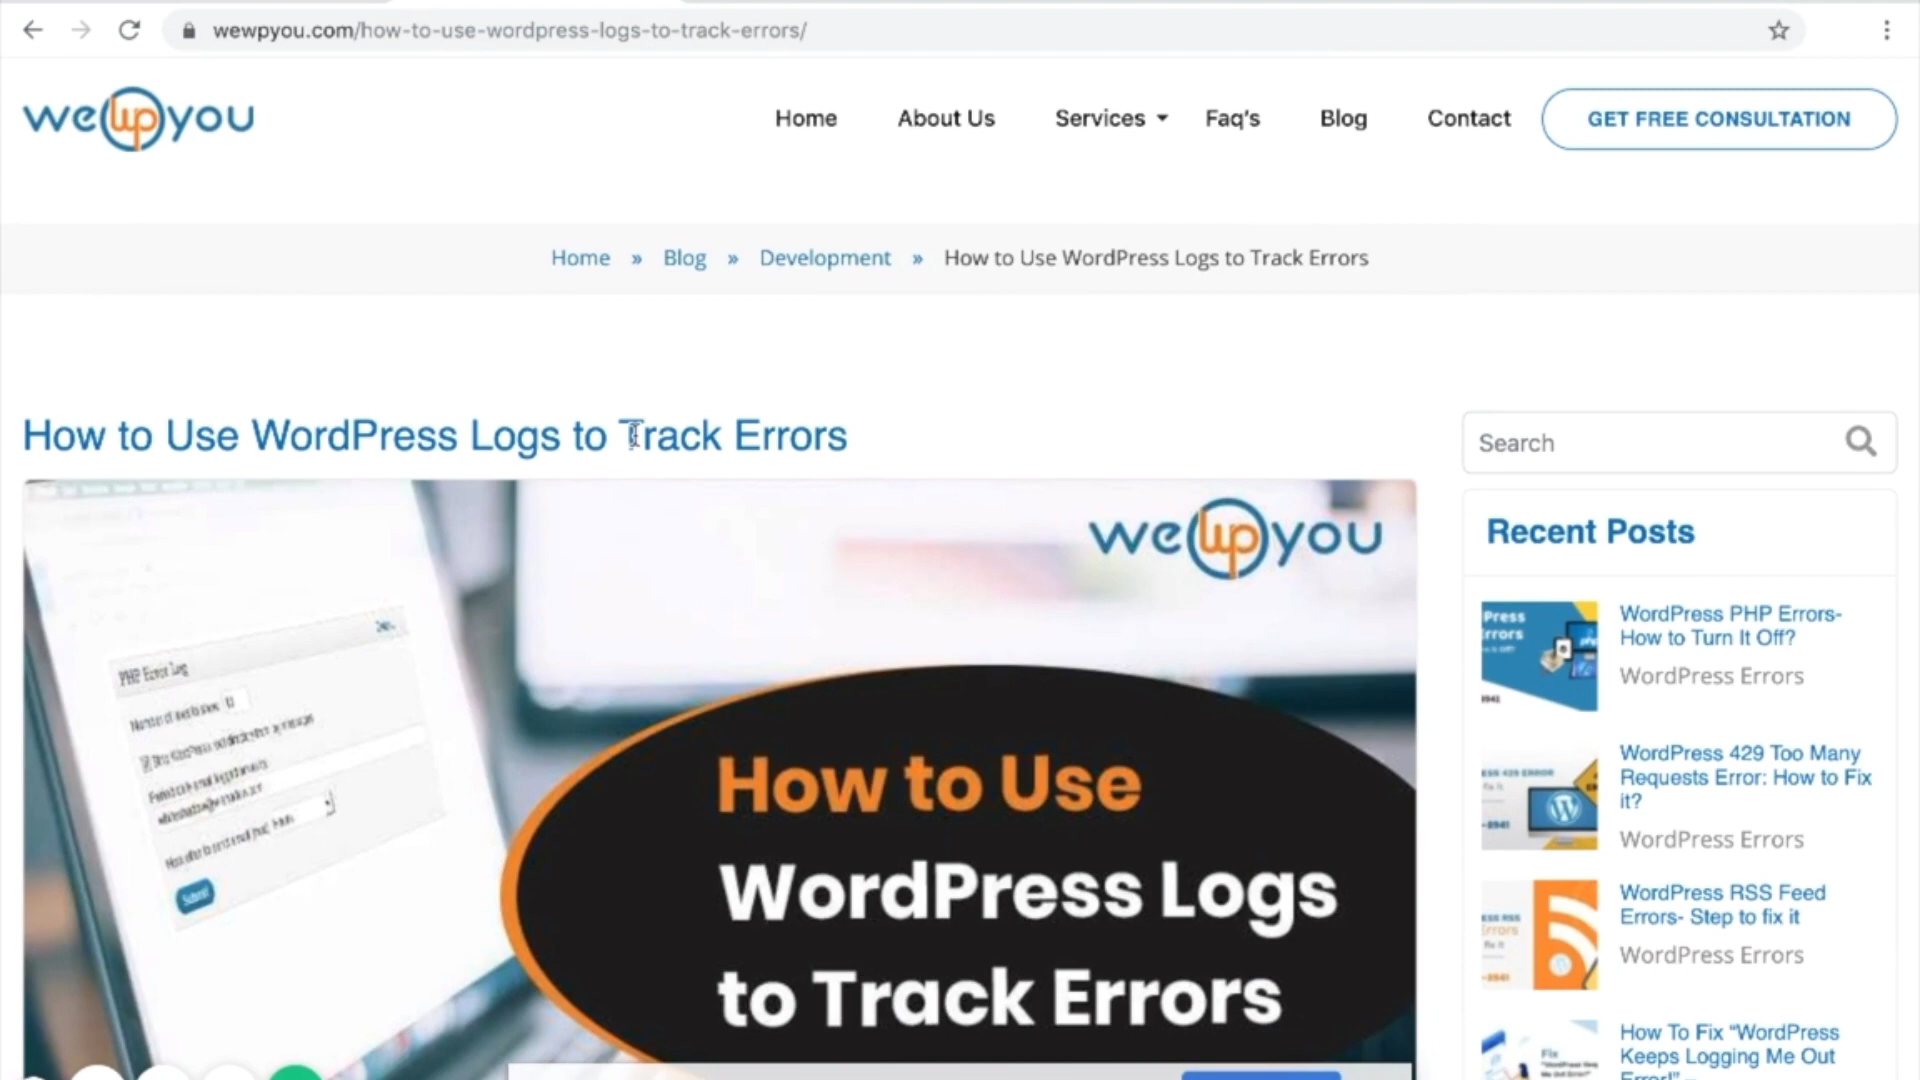 wewpyou.com/how-to-use-wordpress-logs-to-track-errors/
wewpyou
Home About Us Services Faq's Blog Contact GET FREE CONSULTATION
Home » Blog » Development » How to Use WordPress Logs to Track Errors
How to Use WordPress Logs to Track Errors
Search
wewpyou
PHP Error Log
Submit
How to Use
WordPress Logs
to Track Errors
Recent Posts
WordPress PHP Errors-
How to Turn It Off?
WordPress Errors
WordPress 429 Too Many
Requests Error: How to Fix
it?
WordPress Errors
WordPress RSS Feed
Errors- Step to fix it
WordPress Errors
How To Fix “WordPress
Keeps Logging Me Out
Error!” –